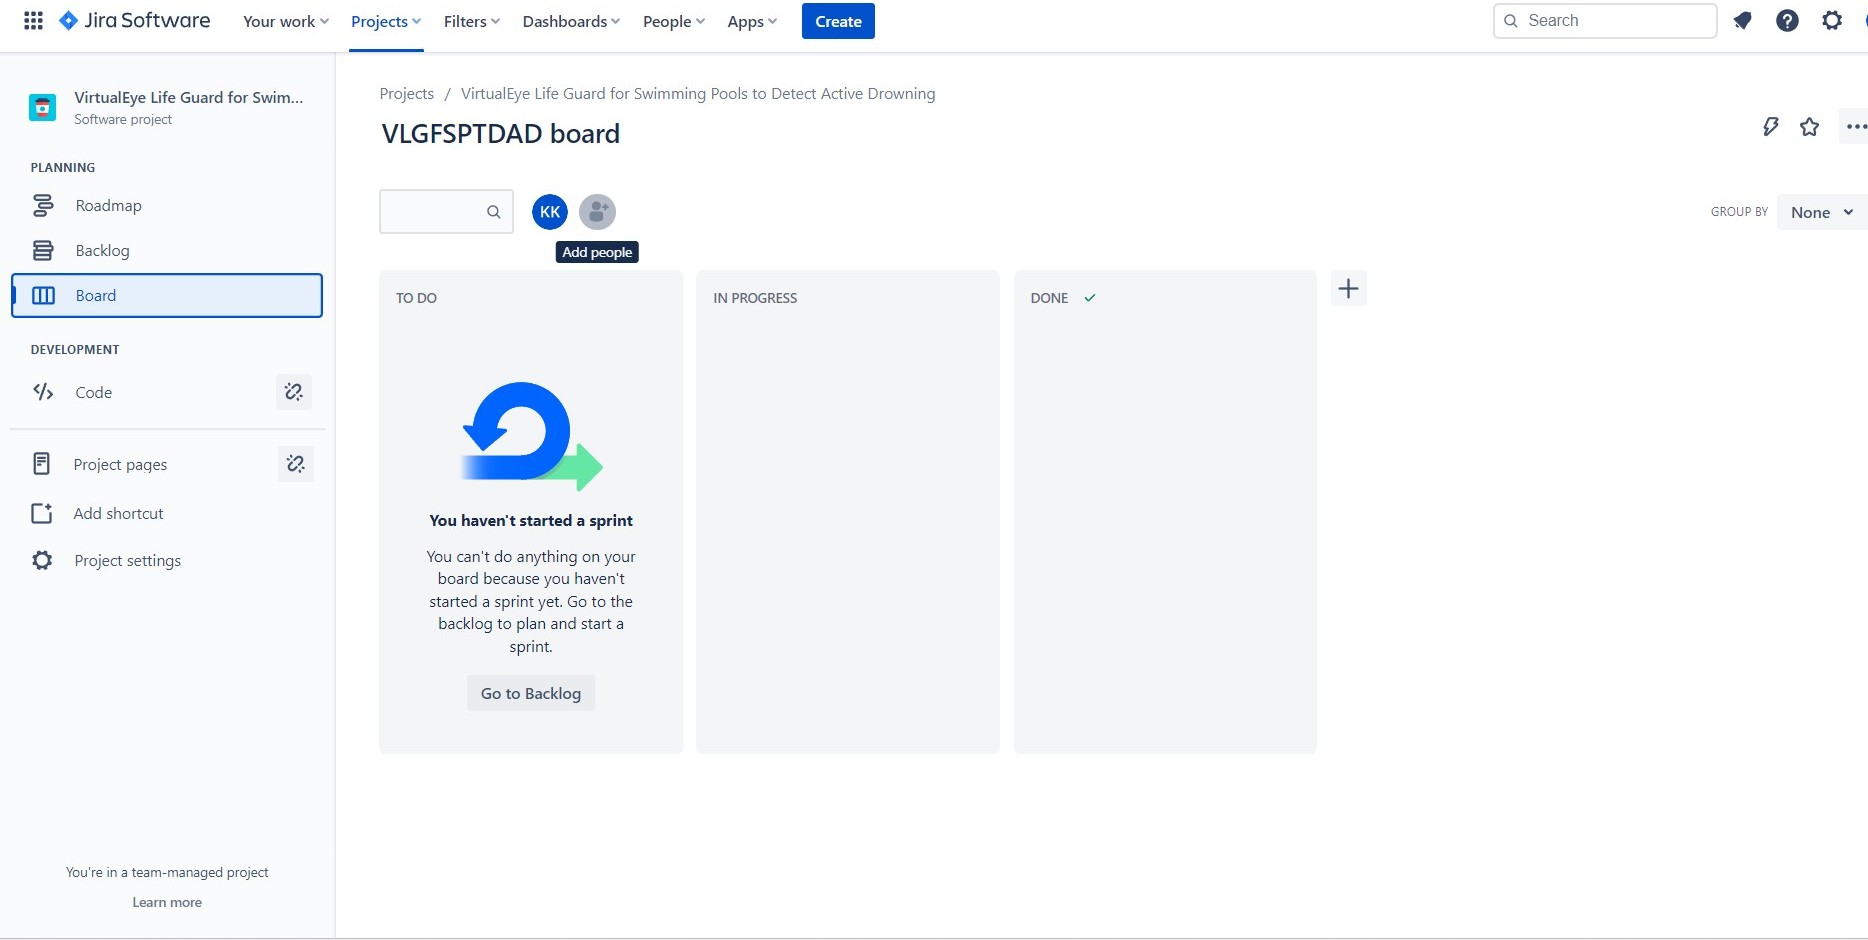 Jira Software Your work Projects Filters Dashboards People Apps Create Search
VirtualEye Life Guard for Swim...
Software project
PLANNING
Roadmap
Backlog
Board
DEVELOPMENT
Code
Project pages
Add shortcut
Project settings
You're in a team-managed project
Learn more
Projects / VirtualEye Life Guard for Swimming Pools to Detect Active Drowning
VLGFSPTDAD board
KK
Add people
GROUP BY None
TO DO
IN PROGRESS
DONE
You haven't started a sprint
You can't do anything on your
board because you haven't
started a sprint yet. Go to the
backlog to plan and start a
sprint.
Go to Backlog